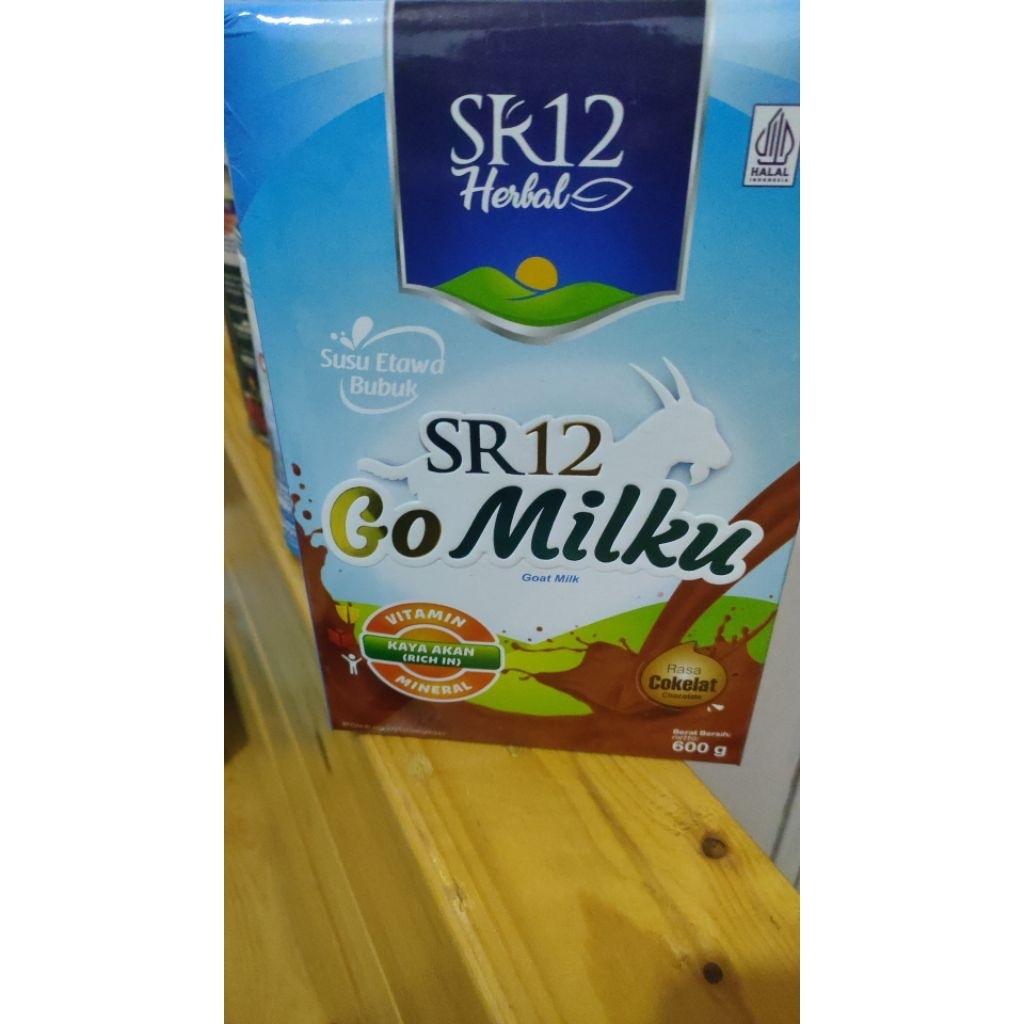 SR12
Herbal
HALAL
INDONESIA
Susu Etawa
Bubuk
SR12
Go Milku
Goat Milk
VITAMIN
KAYA AKAN
(RICH IN)
MINERAL
Rasa
Cokelat
Chocolate
Berat Bersih:
netto:
600 g